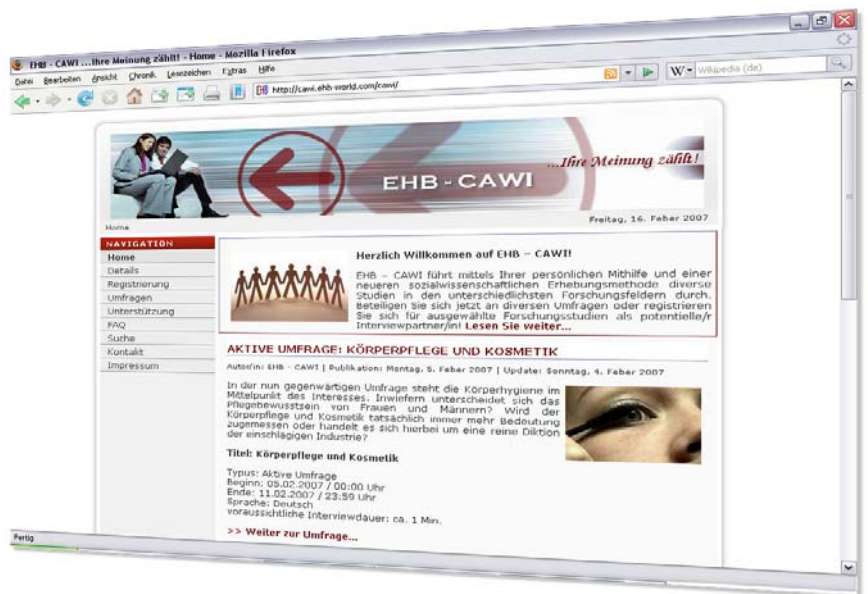 EHB - CAWI ...Ihre Meinung zählt! - Home - Mozilla Firefox
Datei Bearbeiten Ansicht Chronik Lesezeichen Extras Hilfe
http://cawi.ehb-world.com/cawi/
W Wikipedia (de)
...Ihre Meinung zählt!
EHB - CAWI
Freitag, 16. Feber 2007
Home
NAVIGATION
Home
Details
Registrierung
Umfragen
Unterstützung
FAQ
Suche
Kontakt
Impressum
Herzlich Willkommen auf EHB – CAWI!
EHB – CAWI führt mittels Ihrer persönlichen Mithilfe und einer
neueren sozialwissenschaftlichen Erhebungsmethode diverse
Studien in den unterschiedlichsten Forschungsfeldern durch.
Beteiligen Sie sich jetzt an diversen Umfragen oder registrieren
Sie sich für ausgewählte Forschungsstudien als potentielle/r
Interviewpartner/in! Lesen Sie weiter...
AKTIVE UMFRAGE: KÖRPERPFLEGE UND KOSMETIK
Autor/in: EHB - CAWI | Publikation: Montag, 5. Feber 2007 | Update: Sonntag, 4. Feber 2007
In der nun gegenwärtigen Umfrage steht die Körperhygiene im
Mittelpunkt des Interesses. Inwiefern unterscheidet sich das
Pflegebewusstsein von Frauen und Männern? Wird der
Körperpflege und Kosmetik tatsächlich immer mehr Bedeutung
zugemessen oder handelt es sich hierbei um eine reine Diktion
der einschlägigen Industrie?
Titel: Körperpflege und Kosmetik
Typus: Aktive Umfrage
Beginn: 05.02.2007 / 00:00 Uhr
Ende: 11.02.2007 / 23:59 Uhr
Sprache: Deutsch
voraussichtliche Interviewdauer: ca. 1 Min.
>> Weiter zur Umfrage...
Fertig